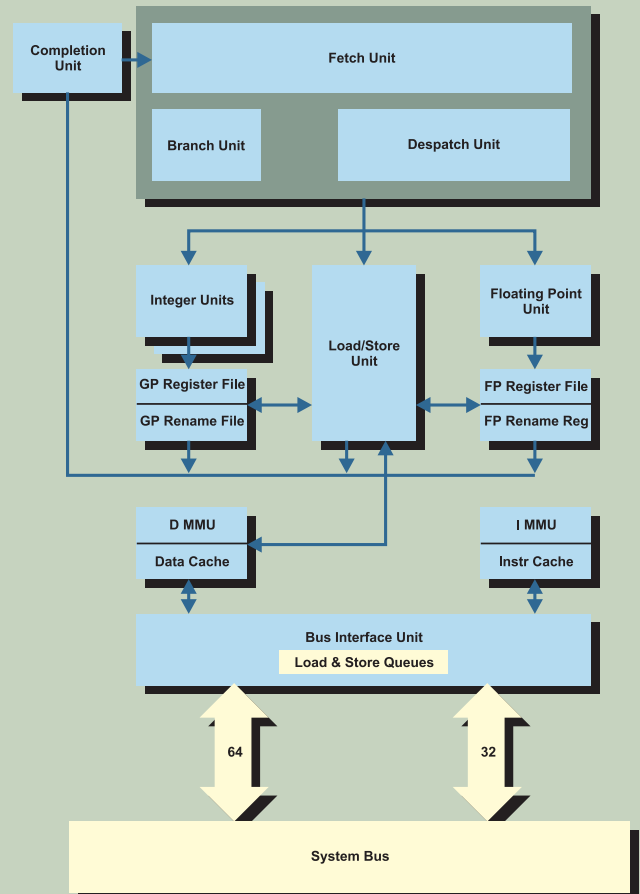 Completion
Unit
Fetch Unit
Branch Unit
Despatch Unit
Integer Units
Load/Store
Unit
Floating Point
Unit
GP Register File
GP Rename File
FP Register File
FP Rename Reg
D MMU
Data Cache
I MMU
Instr Cache
Bus Interface Unit
Load & Store Queues
64
32
System Bus